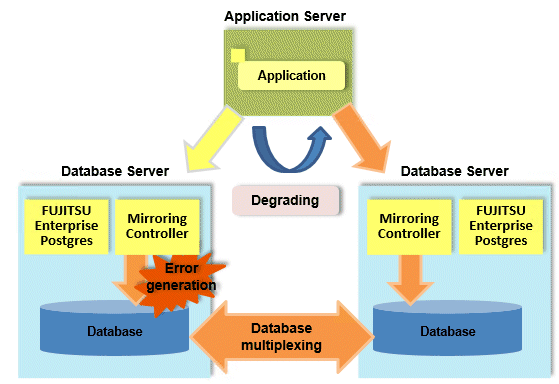 Application Server
Application
Database Server
Database Server
Degrading
FUJITSU
Enterprise
Postgres
Mirroring
Controller
Error
generation
Database
Database
multiplexing
Mirroring
Controller
FUJITSU
Enterprise
Postgres
Database